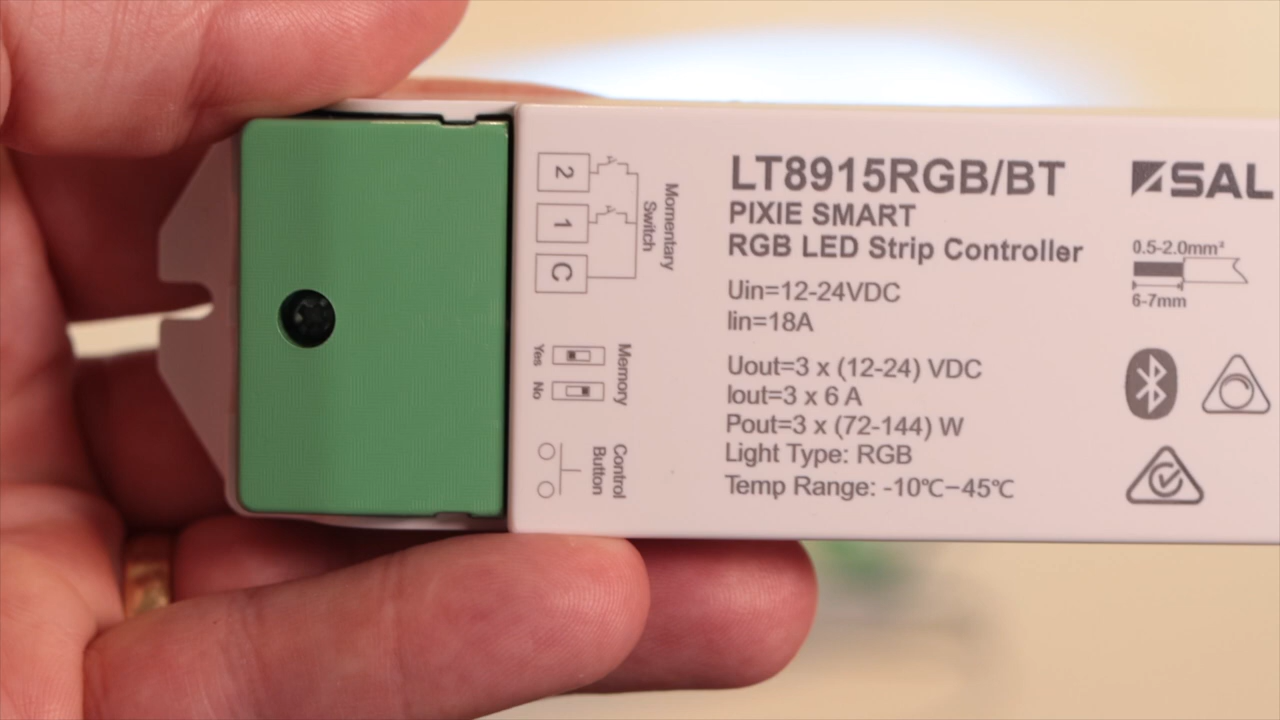 2
1
C
Momentary
Switch
Memory
Yes
No
Control
Button
LT8915RGB/BT
PIXIE SMART
RGB LED Strip Controller
Uin=12-24VDC
Iin=18A
Uout=3 x (12-24) VDC
Iout=3 x 6 A
Pout=3 x (72-144) W
Light Type: RGB
Temp Range: -10℃-45℃
SAL
0.5-2.0mm²
6-7mm